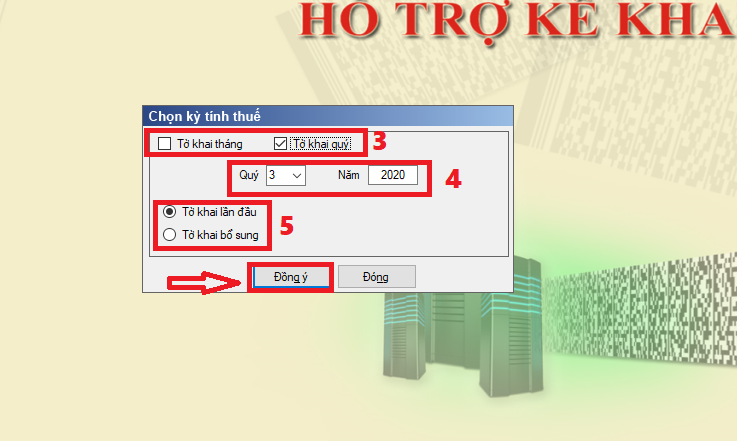 HỖ TRỢ KÊ KHA
Chọn kỳ tính thuế
Tờ khai tháng Tờ khai quý 3
Quý 3 Năm 2020 4
Tờ khai lần đầu
Tờ khai bổ sung 5
Đồng ý Đóng